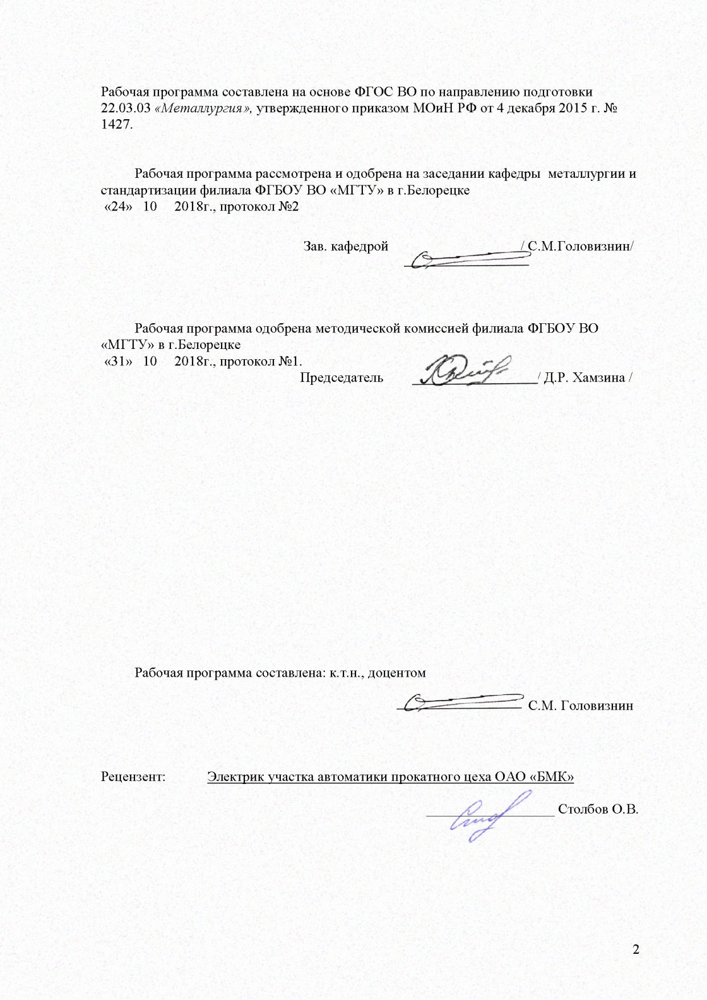 Рабочая программа составлена на основе ФГОС ВО по направлению подготовки
22.03.03 «Металлургия», утвержденного приказом МОиН РФ от 4 декабря 2015 г. №
1427.
Рабочая программа рассмотрена и одобрена на заседании кафедры металлургии и
стандартизации филиала ФГБОУ ВО «МГТУ» в г.Белорецке
«24» 10 2018г., протокол №2
Зав. кафедрой / С.М.Головизнин/
Рабочая программа одобрена методической комиссией филиала ФГБОУ ВО
«МГТУ» в г.Белорецке
«31» 10 2018г., протокол №1.
Председатель / Д.Р. Хамзина /
Рабочая программа составлена: к.т.н., доцентом
С.М. Головизнин
Рецензент: Электрик участка автоматики прокатного цеха ОАО «БМК»
Столбов О.В.
2